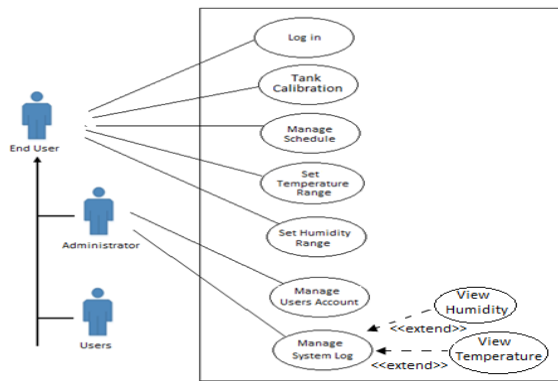 Log in
Tank
Calibration
End User
Manage
Schedule
Set
Temperature
Range
Administrator
Set Humidity
Range
Manage
Users Account
View
Humidity
<<extend>>
Users
Manage
System Log
View
Temperature
<<extend>>